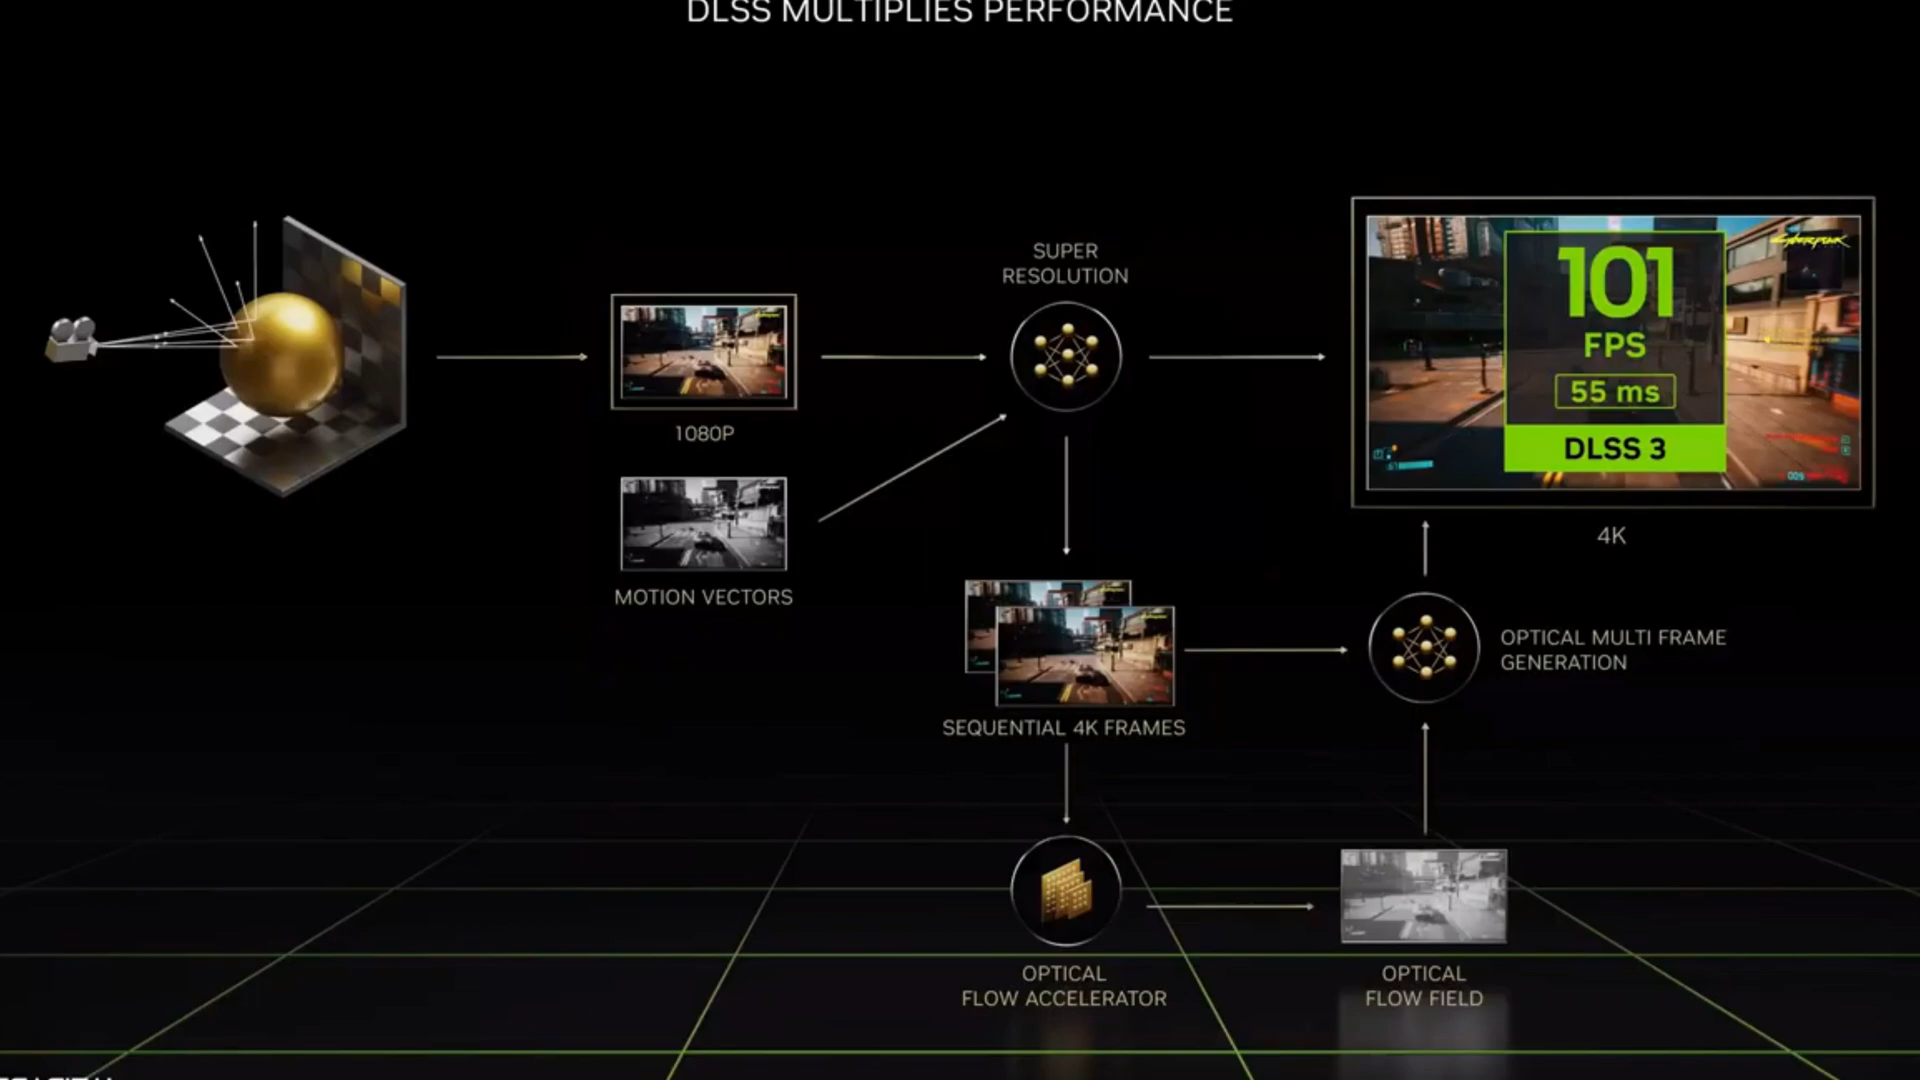 DLSS MULTIPLIES PERFORMANCE
SUPER
RESOLUTION
1080P
MOTION VECTORS
CYBERPUNK
101
FPS
55 ms
DLSS 3
4K
SEQUENTIAL 4K FRAMES
OPTICAL MULTI FRAME
GENERATION
OPTICAL
FLOW ACCELERATOR
OPTICAL
FLOW FIELD